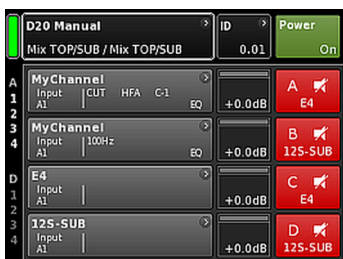 D20 Manual
Mix TOP/SUB / Mix TOP/SUB
ID
0.01
Power
On
A
1
2
3
4
D
1
2
3
4
MyChannel
Input CUT HFA C-1
A1 EQ
+0.0dB
A
E4
MyChannel
Input 100Hz
A1 EQ
+0.0dB
B
12S-SUB
E4
Input
A1
+0.0dB
C
E4
12S-SUB
Input
A1
+0.0dB
D
12S-SUB